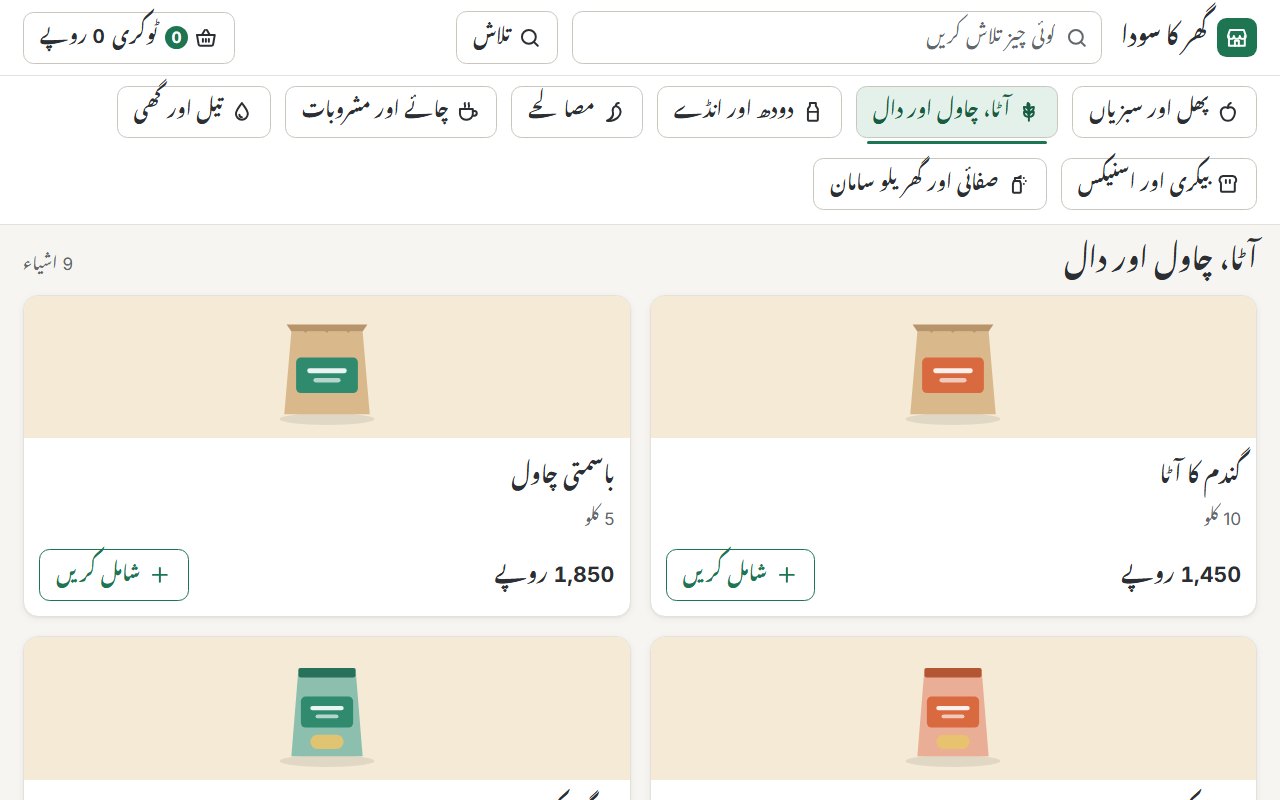 گھر کا سودا
کوئی چیز تلاش کریں
تلاش
ٹوکری 0 0 روپے
پھل اور سبزیاں
آٹا، چاول اور دال
دودھ اور انڈے
مصالحے
چائے اور مشروبات
تیل اور گھی
بیکری اور اسنیکس
صفائی اور گھریلو سامان
آٹا، چاول اور دال
9 اشیاء
گندم کا آٹا
10 کلو
1,450 روپے
شامل کریں
باسمتی چاول
5 کلو
1,850 روپے
شامل کریں